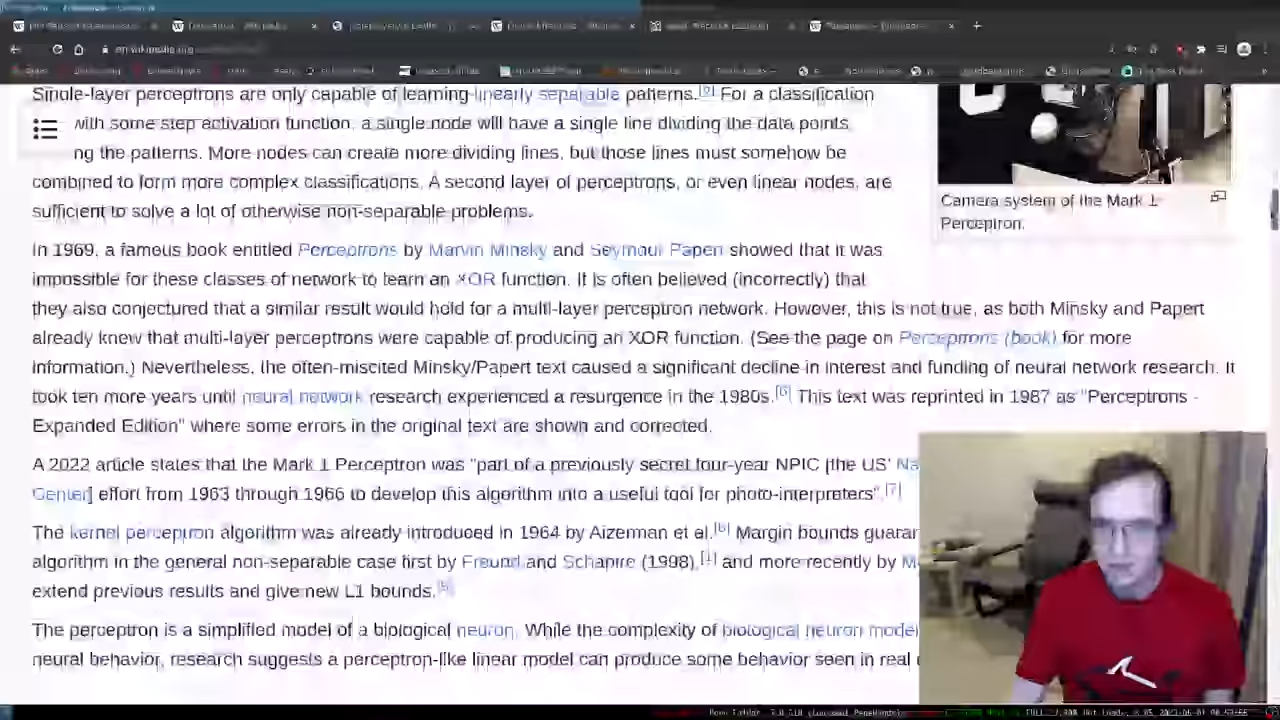 en.wikipedia.org
Single-layer perceptrons are only capable of learning linearly separable patterns. For a classification
with some step activation function, a single node will have a single line dividing the data points
ng the patterns. More nodes can create more dividing lines, but those lines must somehow be
combined to form more complex classifications. A second layer of perceptrons, or even linear nodes, are
sufficient to solve a lot of otherwise non-separable problems.
In 1969, a famous book entitled Perceptrons by Marvin Minsky and Seymour Papert showed that it was
impossible for these classes of network to learn an XOR function. It is often believed (incorrectly) that
they also conjectured that a similar result would hold for a multi-layer perceptron network. However, this is not true, as both Minsky and Papert
already knew that multi-layer perceptrons were capable of producing an XOR function. (See the page on Perceptrons (book) for more
information.) Nevertheless, the often-miscited Minsky/Papert text caused a significant decline in interest and funding of neural network research. It
took ten more years until neural network research experienced a resurgence in the 1980s.[6] This text was reprinted in 1987 as "Perceptrons -
Expanded Edition" where some errors in the original text are shown and corrected.
A 2022 article states that the Mark 1 Perceptron was "part of a previously secret four-year NPIC [the US' Na
Center] effort from 1963 through 1966 to develop this algorithm into a useful tool for photo-interpreters".[7]
The kernel perceptron algorithm was already introduced in 1964 by Aizerman et al. Margin bounds guaran
algorithm in the general non-separable case first by Freund and Schapire (1998),[1] and more recently by M
extend previous results and give new L1 bounds.
The perceptron is a simplified model of a biological neuron. While the complexity of biological neuron model
neural behavior, research suggests a perceptron-like linear model can produce some behavior seen in real
Camera system of the Mark 1
Perceptron.